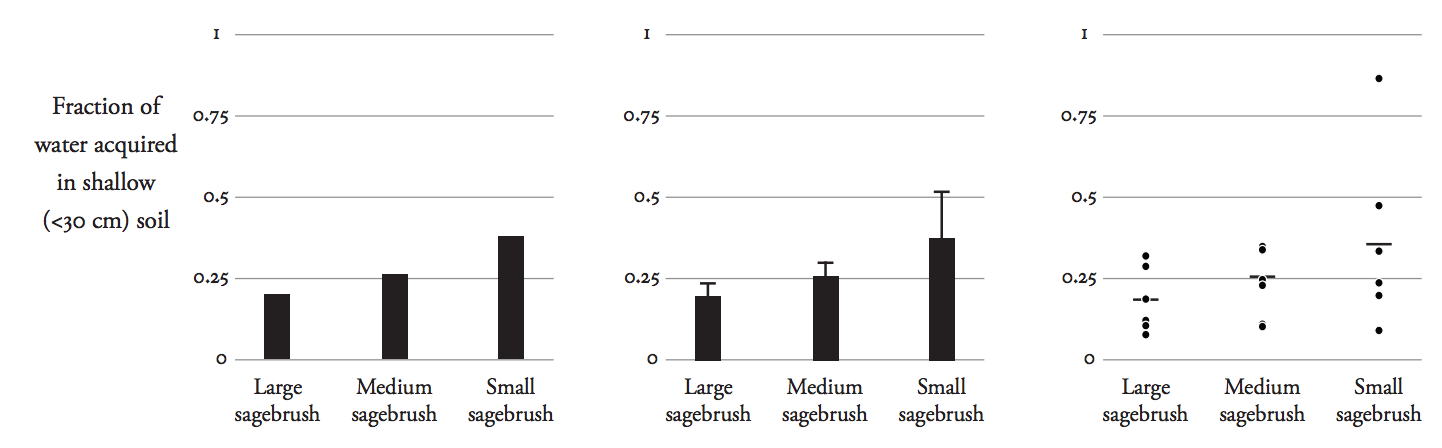 Fraction of
water acquired
in shallow
(<30 cm) soil
1
0.75
0.5
0.25
0
Large
sagebrush
Medium
sagebrush
Small
sagebrush
1
0.75
0.5
0.25
0
Large
sagebrush
Medium
sagebrush
Small
sagebrush
1
0.75
0.5
0.25
0
Large
sagebrush
Medium
sagebrush
Small
sagebrush